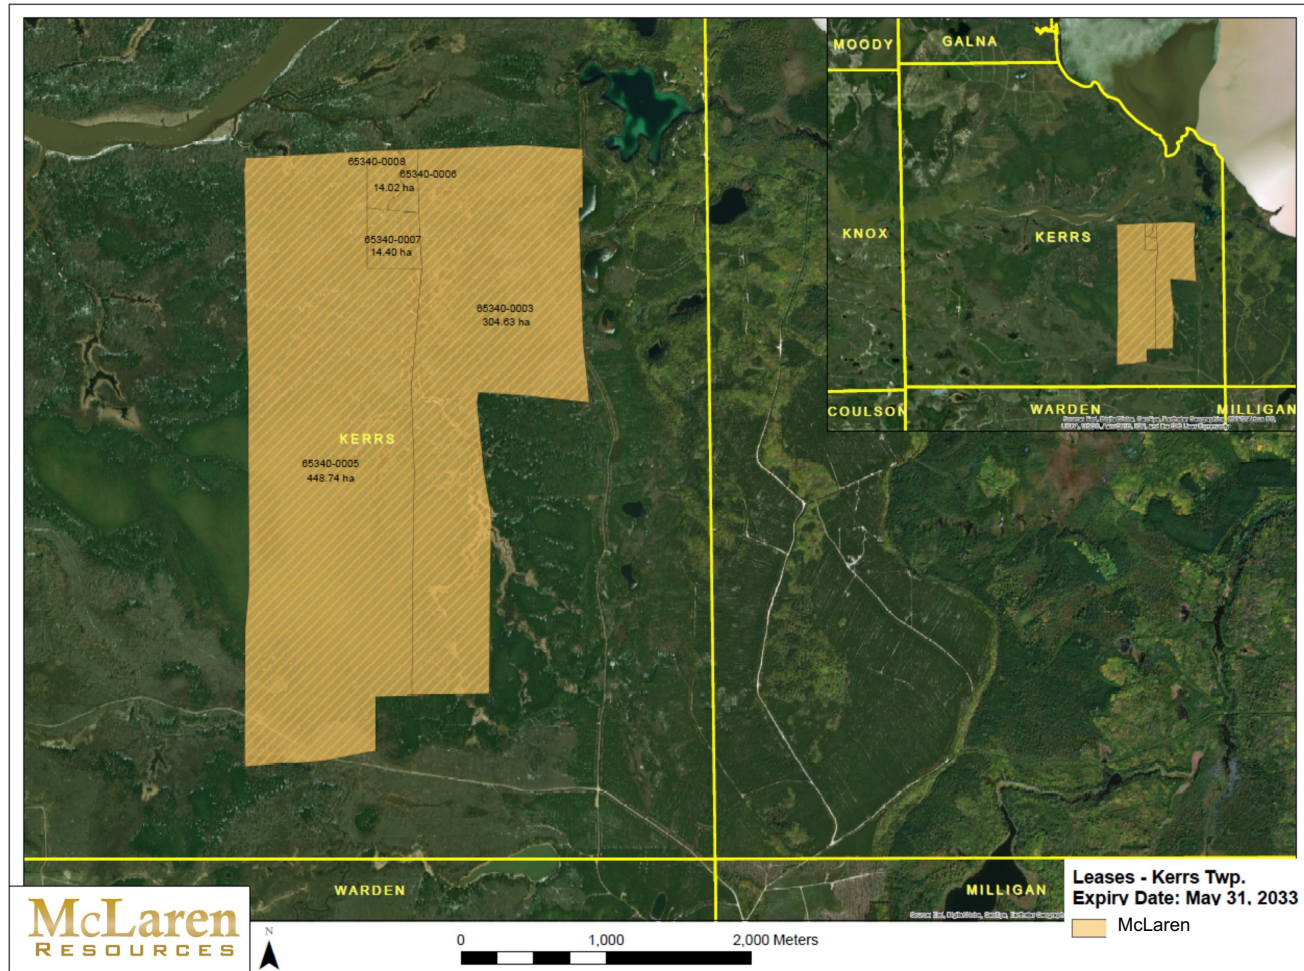 MOODY
GALNA
KNOX
KERRS
COULSON
WARDEN
MILLIGAN
65340-0008
65340-0006
14.02 ha
65340-0007
14.40 ha
65340-0003
304.63 ha
KERRS
65340-0005
448.74 ha
WARDEN
MILLIGAN
Leases - Kerrs Twp.
Expiry Date: May 31, 2033
McLaren
McLaren
RESOURCES
N
0 1,000 2,000 Meters